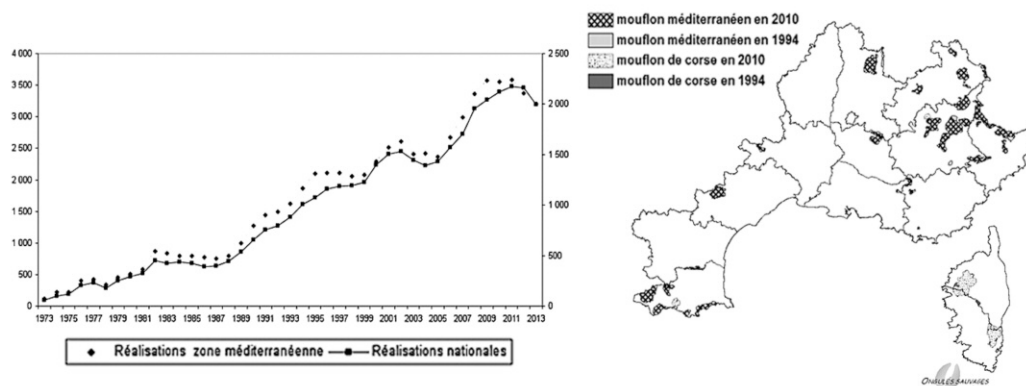 4 000
3 500
3 000
2 500
2 000
1 500
1 000
500
0
2 500
2 000
1 500
1 000
500
0
1973 1975 1977 1979 1981 1983 1985 1987 1989 1991 1993 1995 1997 1999 2001 2003 2005 2007 2009 2011 2013
Réalisations zone méditerranéenne
Réalisations nationales
mouflon méditerranéen en 2010
mouflon méditerranéen en 1994
mouflon de corse en 2010
mouflon de corse en 1994
ONGULÉS SAUVAGES